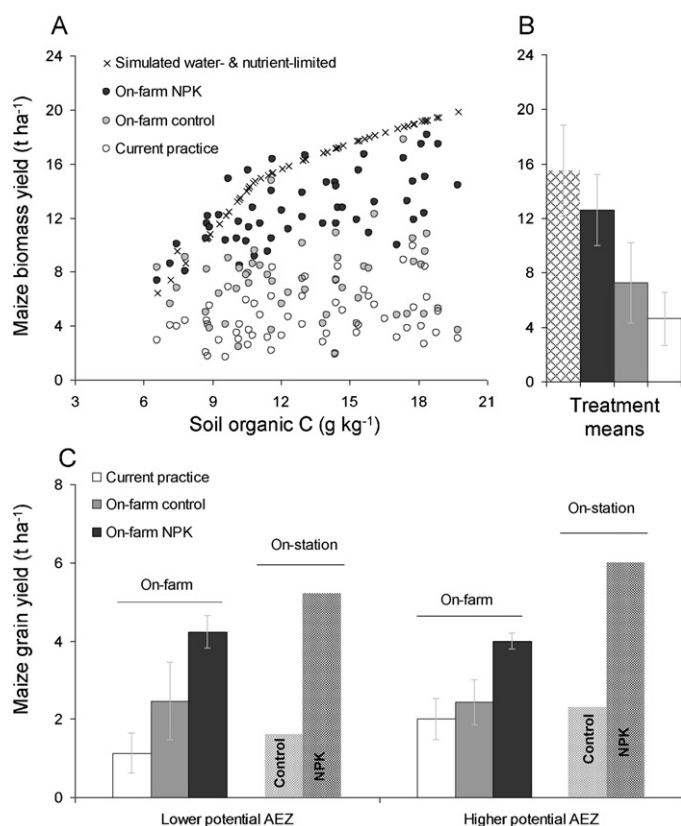 A
B
24
20
16
12
8
4
0
Maize biomass yield (t ha⁻¹)
× Simulated water- & nutrient-limited
● On-farm NPK
● On-farm control
○ Current practice
3 6 9 12 15 18 21
Soil organic C (g kg⁻¹)
24
20
16
12
8
4
0
Treatment
means
C
8
6
4
2
0
Maize grain yield (t ha⁻¹)
Current practice
On-farm control
On-farm NPK
On-farm
On-station
Control
NPK
On-farm
On-station
Control
NPK
Lower potential AEZ
Higher potential AEZ